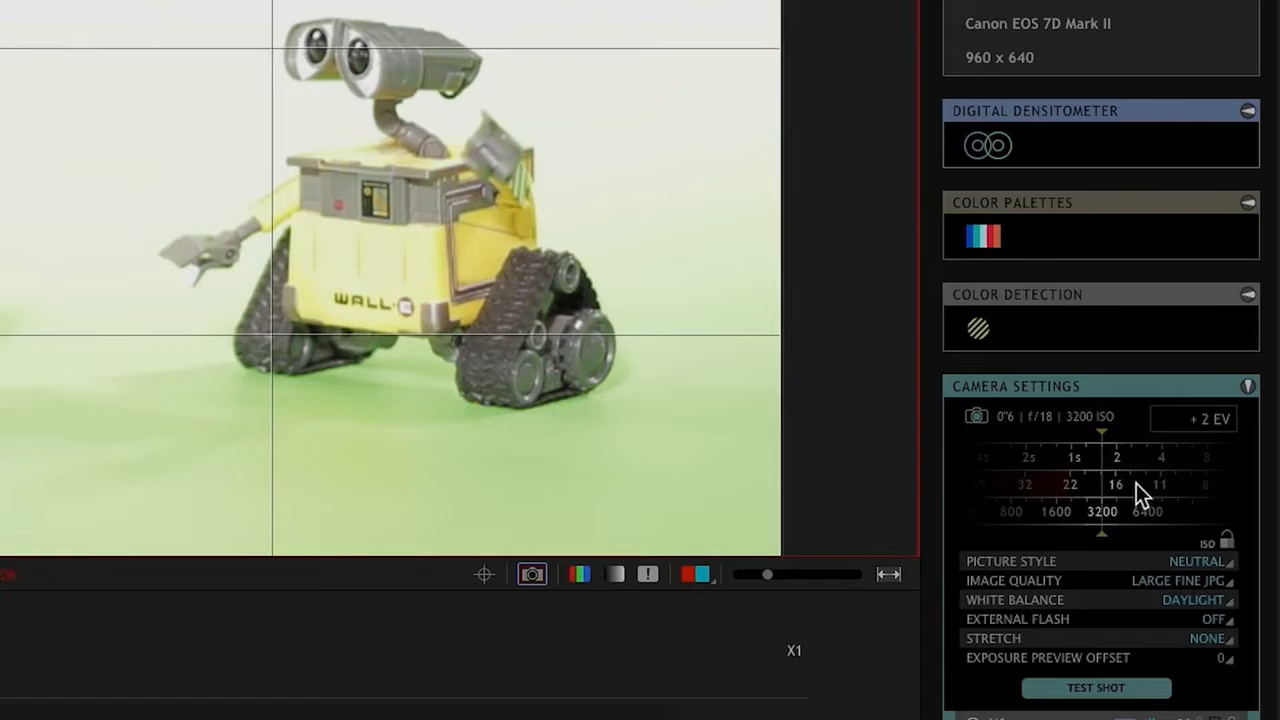 Canon EOS 7D Mark II
960 x 640
DIGITAL DENSITOMETER
COLOR PALETTES
COLOR DETECTION
CAMERA SETTINGS
0"6 | f/18 | 3200 ISO
+ 2 EV
4s 2s 1s 2 4 8
32 22 16 11 8
800 1600 3200 6400
ISO
PICTURE STYLE NEUTRAL
IMAGE QUALITY LARGE FINE JPG
WHITE BALANCE DAYLIGHT
EXTERNAL FLASH OFF
STRETCH NONE
EXPOSURE PREVIEW OFFSET 0
TEST SHOT
WALL·E
X1